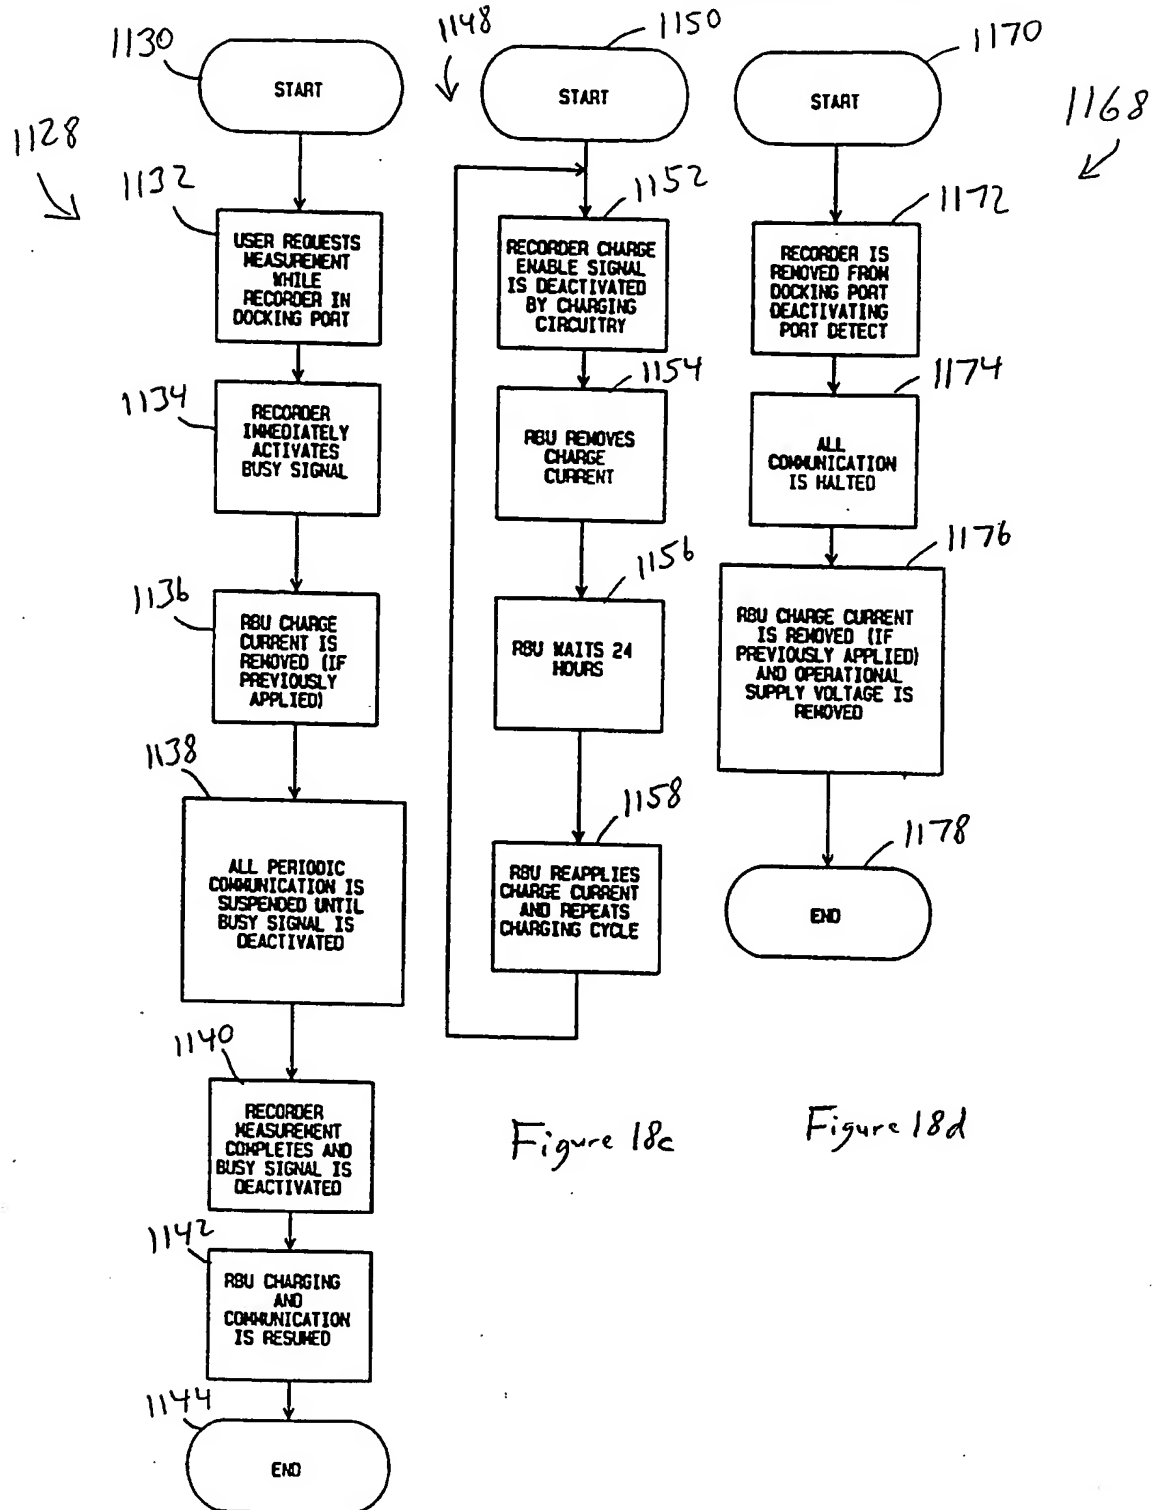 1128
1130
START
1132
USER REQUESTS
MEASUREMENT
WHILE
RECORDER IN
DOCKING PORT
1134
RECORDER
IMMEDIATELY
ACTIVATES
BUSY SIGNAL
1136
RBU CHARGE
CURRENT IS
REMOVED (IF
PREVIOUSLY
APPLIED)
1138
ALL PERIODIC
COMMUNICATION IS
SUSPENDED UNTIL
BUSY SIGNAL IS
DEACTIVATED
1140
RECORDER
MEASUREMENT
COMPLETES AND
BUSY SIGNAL IS
DEACTIVATED
1142
RBU CHARGING
AND
COMMUNICATION
IS RESUMED
1144
END
1148
1150
START
1152
RECORDER CHARGE
ENABLE SIGNAL
IS DEACTIVATED
BY CHARGING
CIRCUITRY
1154
RBU REMOVES
CHARGE
CURRENT
1156
RBU WAITS 24
HOURS
1158
RBU REAPPLIES
CHARGE CURRENT
AND REPEATS
CHARGING CYCLE
Figure 18c
1168
1170
START
1172
RECORDER IS
REMOVED FROM
DOCKING PORT
DEACTIVATING
PORT DETECT
1174
ALL
COMMUNICATION
IS HALTED
1176
RBU CHARGE CURRENT
IS REMOVED (IF
PREVIOUSLY APPLIED)
AND OPERATIONAL
SUPPLY VOLTAGE IS
REMOVED
1178
END
Figure 18d